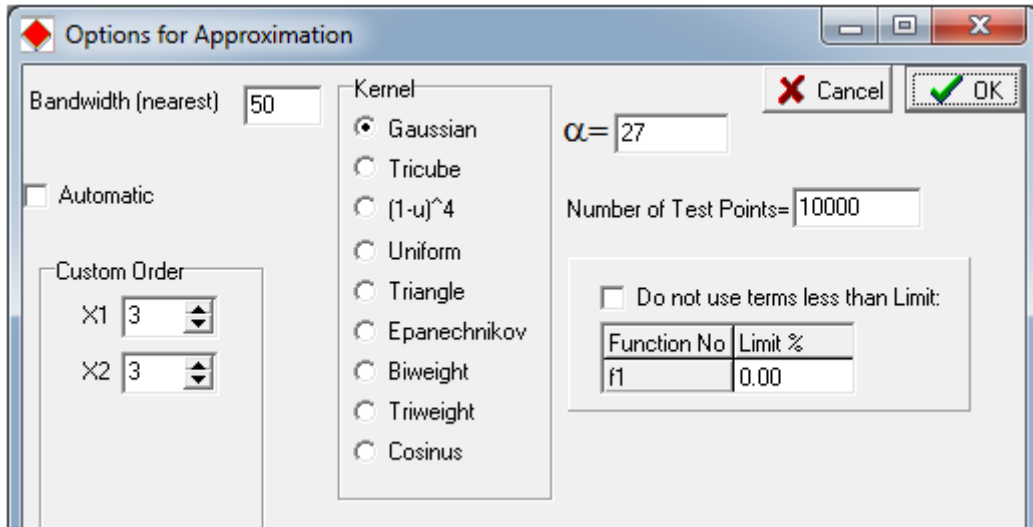 Options for Approximation
Bandwidth (nearest) 50
Automatic
Custom Order
X1 3
X2 3
Kernel
Gaussian
Tricube
(1-u)^4
Uniform
Triangle
Epanechnikov
Biweight
Triweight
Cosinus
Cancel
OK
α= 27
Number of Test Points= 10000
Do not use terms less than Limit:
Function No Limit %
f1 0.00